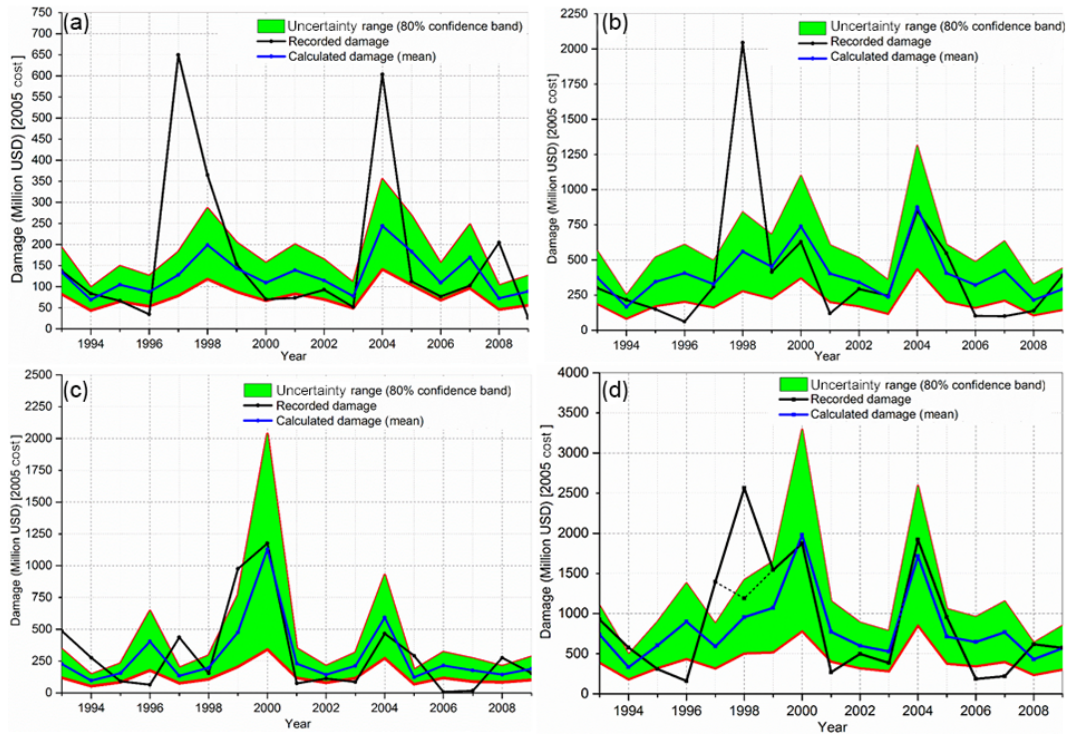 (a)
Uncertainty range (80% confidence band)
Recorded damage
Calculated damage (mean)
Damage (Million USD) [2005 cost]
750
700
650
600
550
500
450
400
350
300
250
200
150
100
50
0
1994 1996 1998 2000 2002 2004 2006 2008
Year
(b)
Uncertainty range (80% confidence band)
Recorded damage
Calculated damage (mean)
Damage (Million USD) [2005 cost]
2250
2000
1750
1500
1250
1000
750
500
250
0
1994 1996 1998 2000 2002 2004 2006 2008
Year
(c)
Uncertainty range (80% confidence band)
Recorded damage
Calculated damage (mean)
Damage (Million USD) [2005 cost]
2500
2250
2000
1750
1500
1250
1000
750
500
250
0
1994 1996 1998 2000 2002 2004 2006 2008
Year
(d)
Uncertainty range (80% confidence band)
Recorded damage
Calculated damage (mean)
Damage (Million USD) [2005 cost ]
4000
3500
3000
2500
2000
1500
1000
500
0
1994 1996 1998 2000 2002 2004 2006 2008
Year